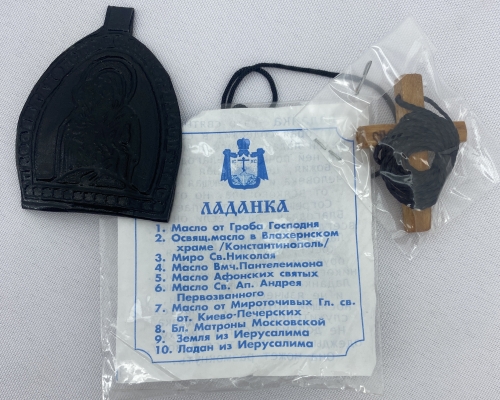 ЛАДАНКА
1. Масло от Гроба Господня
2. Освящ.масло в Влахернском
храме /Константинополь/
3. Миро Св.Николая
4. Масло Вмч.Пантелеимона
5. Масло Афонских святых
6. Масло Св. Ап. Андрея
Первозванного
7. Масло от Мироточивых Гл. св.
от. Киево-Печерских
8. Бл. Матроны Московской
9. Земля из Иерусалима
10. Ладан из Иерусалима